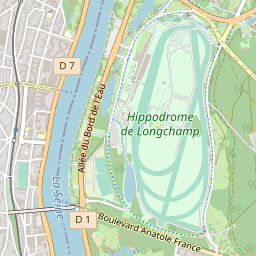 D 7
Allée du Bord de l'Eau
Hippodrome
de Longchamp
La Seine
D 1
Boulevard Anatole France